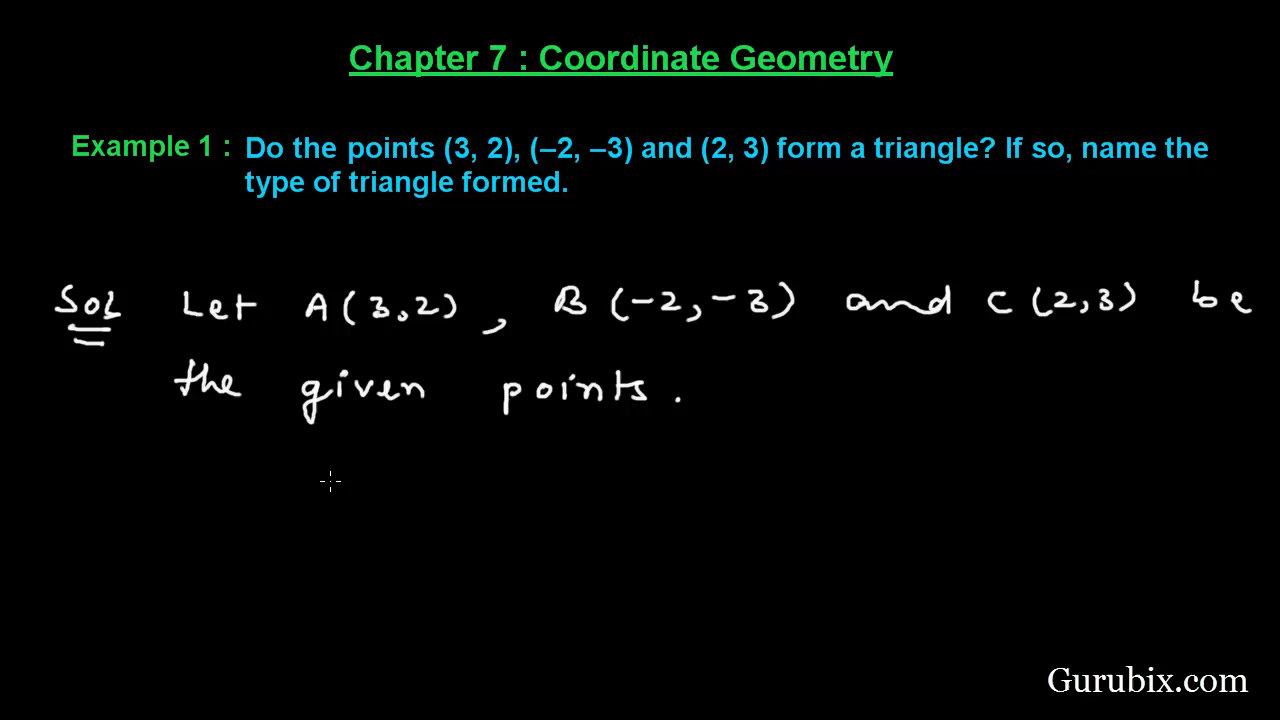 Chapter 7 : Coordinate Geometry
Example 1 : Do the points (3, 2), (–2, –3) and (2, 3) form a triangle? If so, name the
type of triangle formed.
Sol Let A(3,2), B(-2,-3) and C(2,3) be
the given points.
Gurubix.com